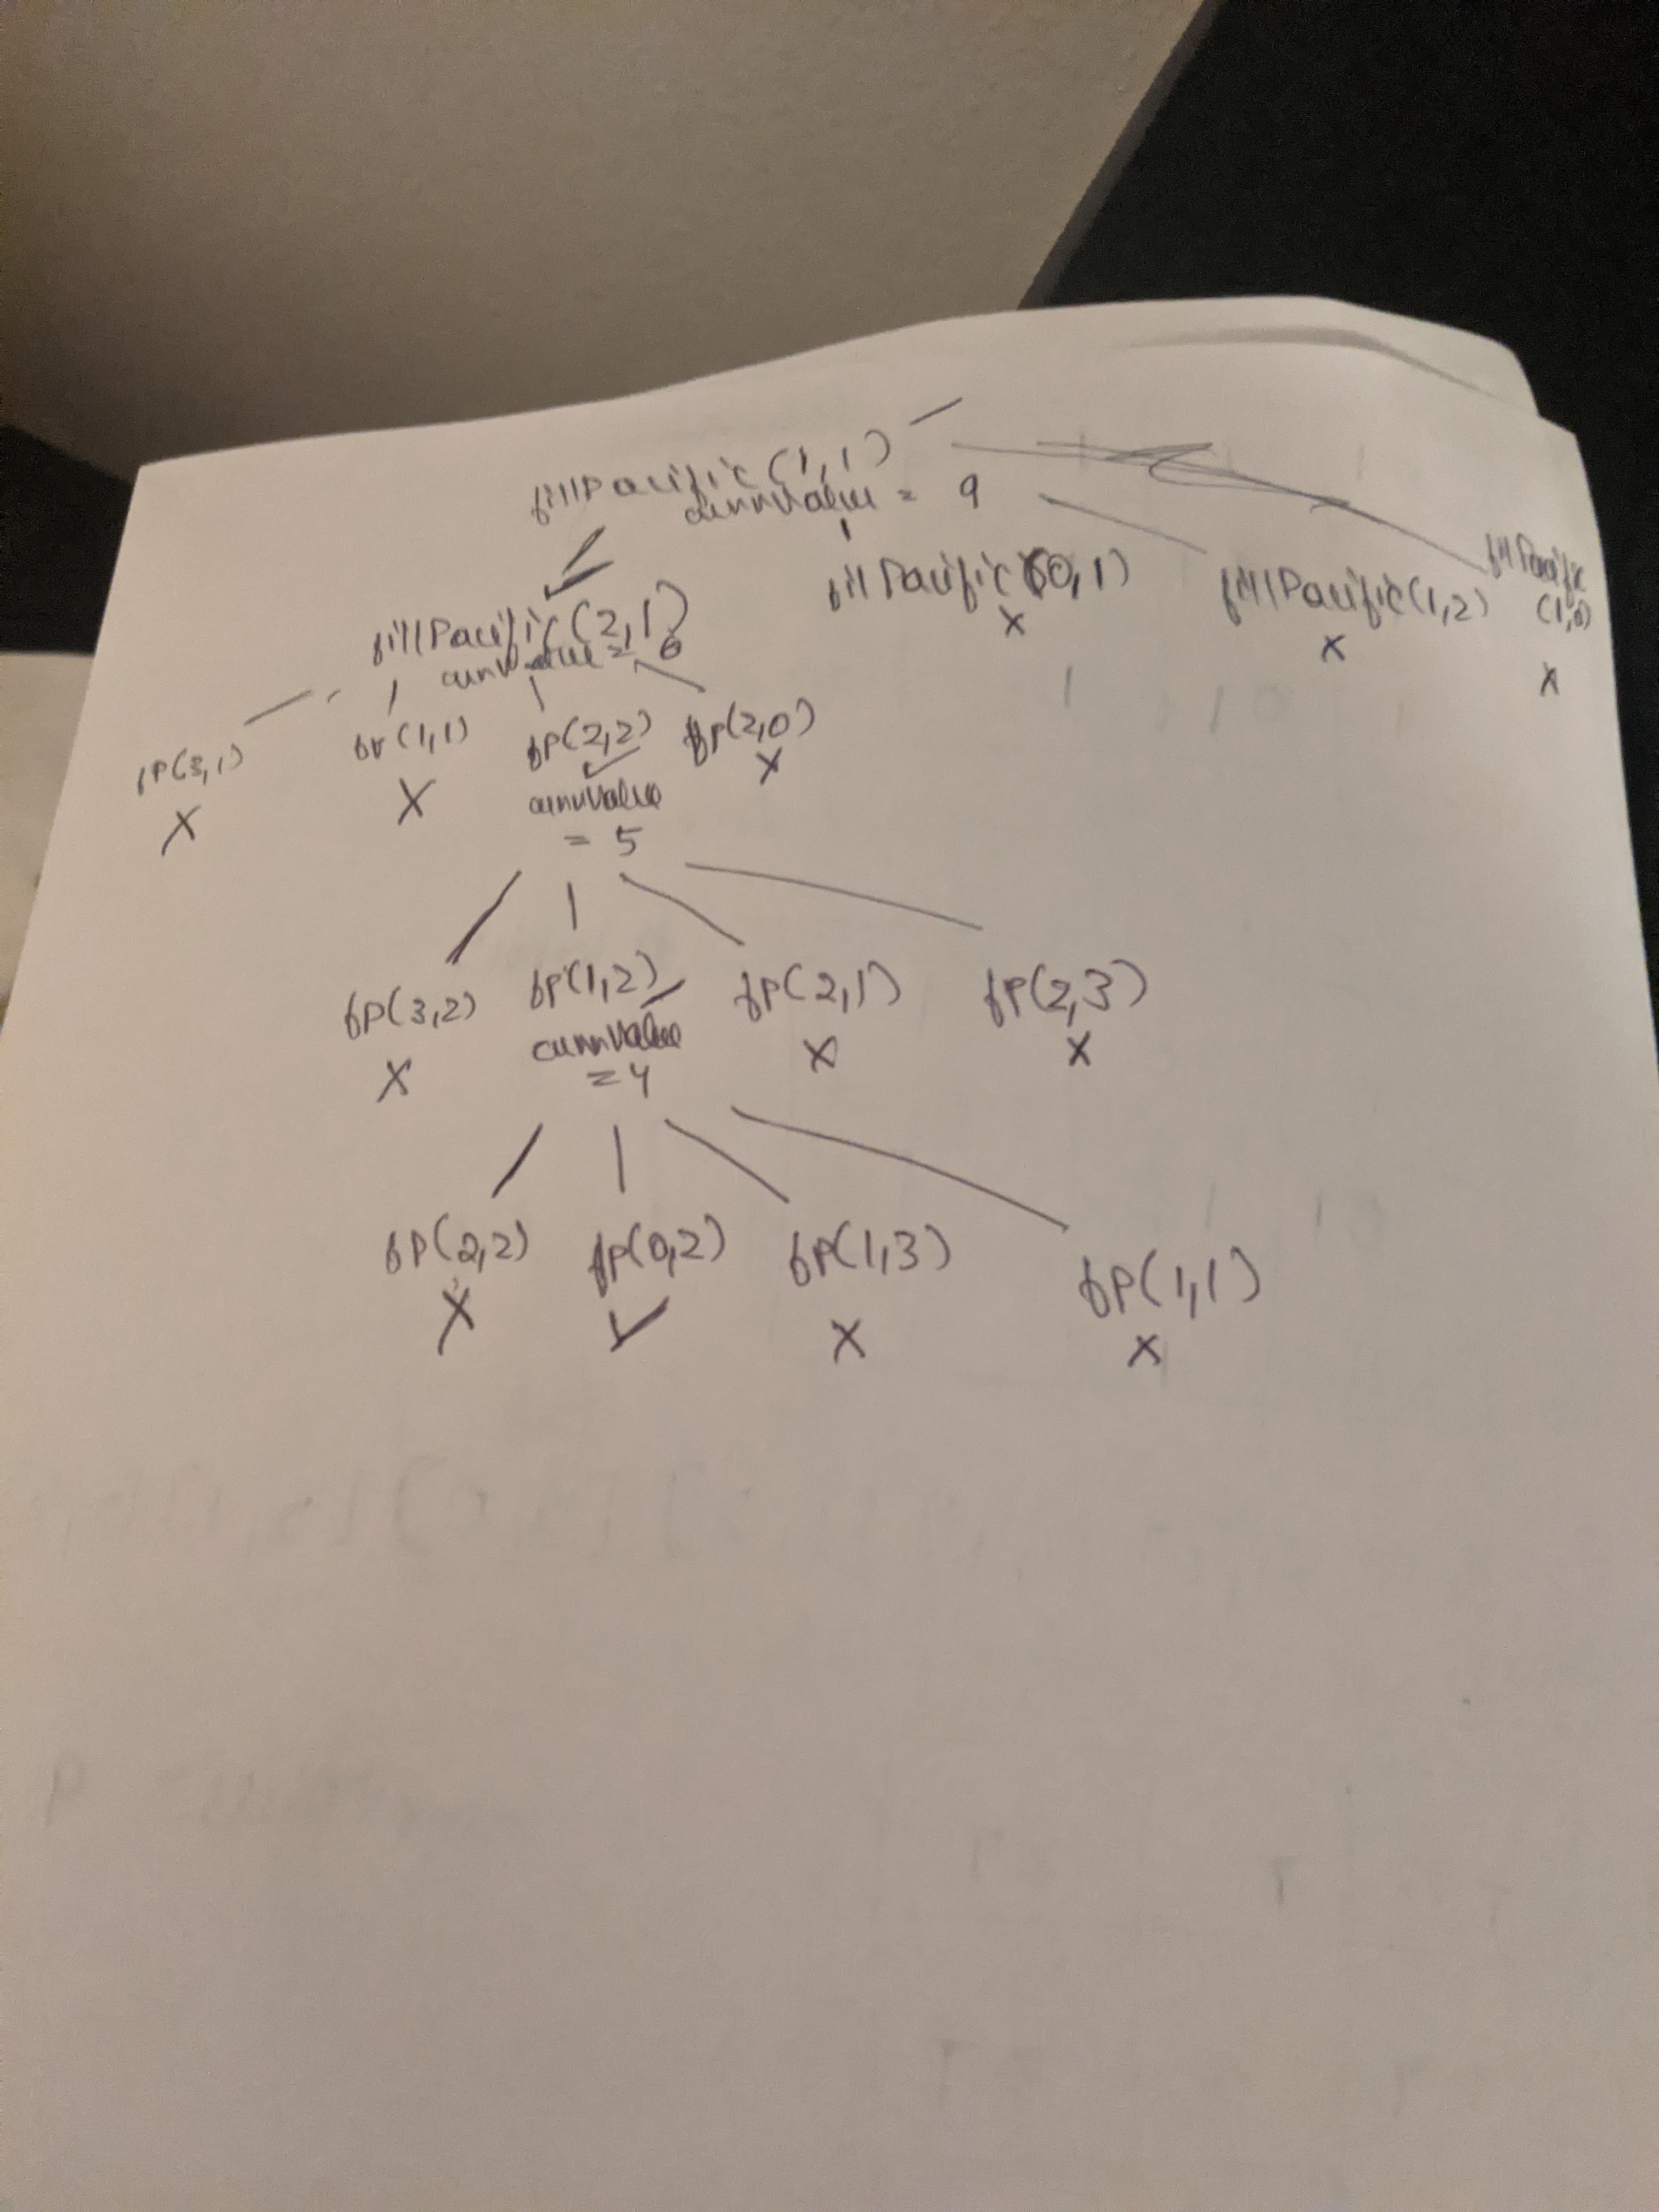 fillPacific(1,1)
currValue = 9
fillPacific(2,1)
currValue = 6
fillPacific(0,1)
X
fillPacific(1,2)
X
fillPacific
(1,0)
X
fP(3,1)
X
fP(1,1)
X
fP(2,2)
currValue
= 5
fp(2,0)
X
fP(3,2)
X
fP(1,2)
currValue
=4
fP(2,1)
X
fP(2,3)
X
fP(2,2)
X
fp(0,2)
fP(1,3)
X
fP(1,1)
X